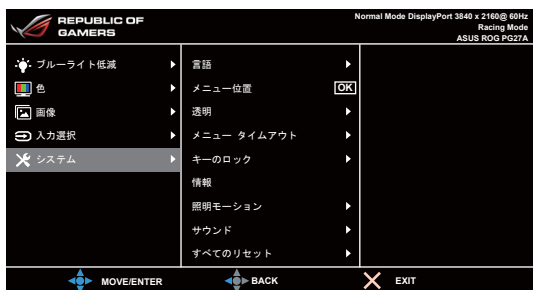 REPUBLIC OF
GAMERS
Normal Mode DisplayPort 3840 x 2160@ 60Hz
Racing Mode
ASUS ROG PG27A
ブルーライト低減
色
画像
入力選択
システム
言語
メニュー位置 OK
透明
メニュー タイムアウト
キーのロック
情報
照明モーション
サウンド
すべてのリセット
MOVE/ENTER BACK EXIT